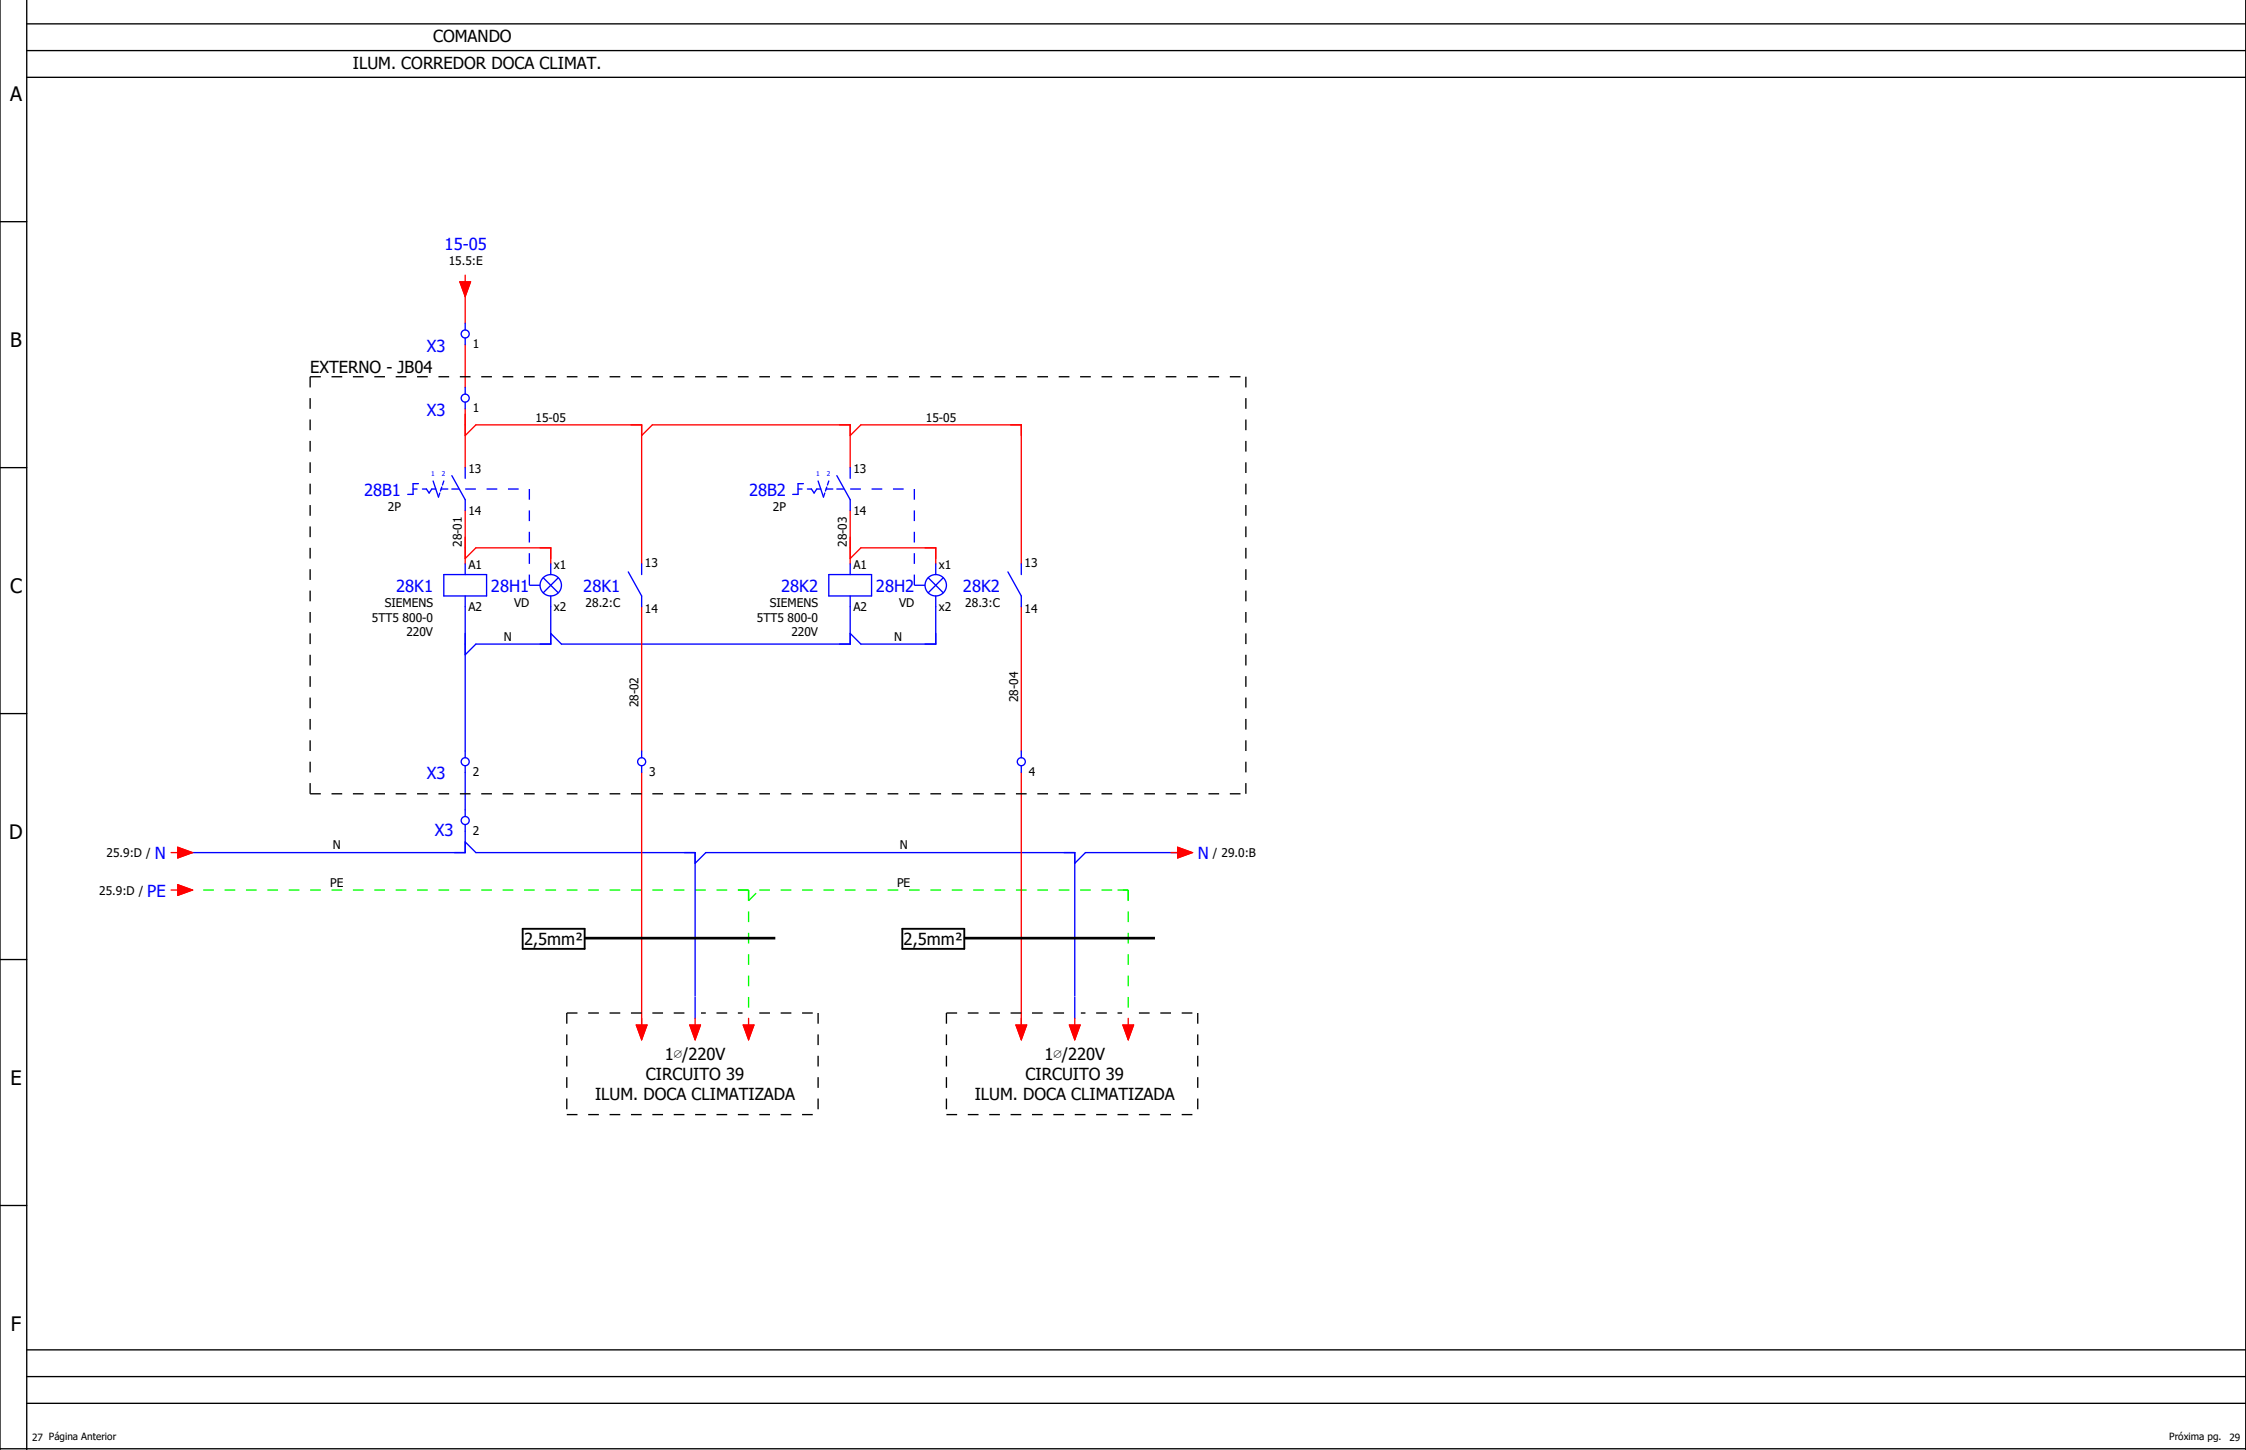 COMANDO
ILUM. CORREDOR DOCA CLIMAT.
A
15-05
15.5:E
B
X3
1
EXTERNO - JB04
X3
1
15-05
15-05
13
28B1
1 2
2P
14
28-01
13
28B2
1 2
2P
14
28-03
C
A1
28K1
SIEMENS
5TT5 800-0
220V
A2
x1
28H1
VD
x2
13
28K1
28.2:C
14
A1
28K2
SIEMENS
5TT5 800-0
220V
A2
x1
28H2
VD
x2
13
28K2
28.3:C
14
N
N
28-02
28-04
X3
2
3
4
D
X3
2
25.9:D / N
N
N
N / 29.0:B
25.9:D / PE
PE
PE
2,5mm²
2,5mm²
E
1∅/220V
CIRCUITO 39
ILUM. DOCA CLIMATIZADA
1∅/220V
CIRCUITO 39
ILUM. DOCA CLIMATIZADA
F
27 Página Anterior
Próxima pg. 29